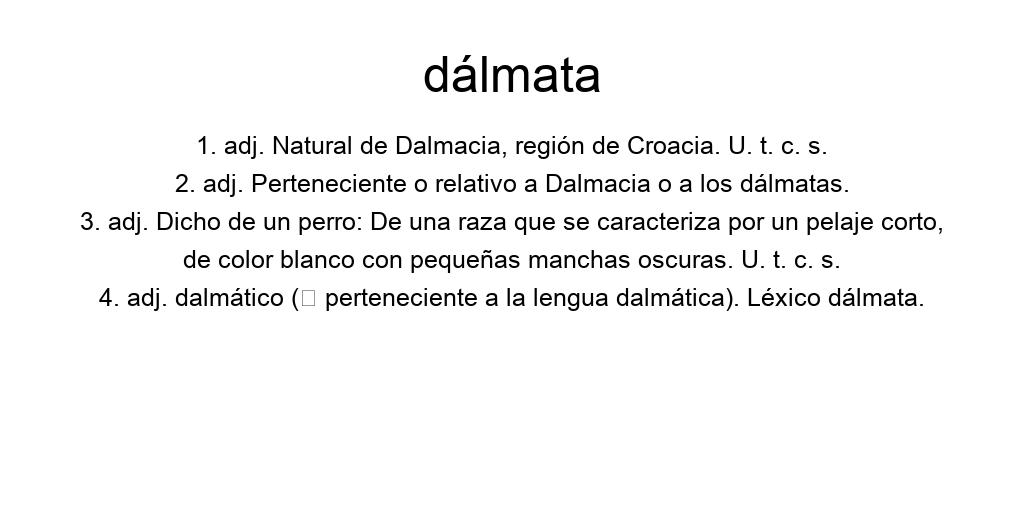 dálmata
1. adj. Natural de Dalmacia, región de Croacia. U. t. c. s.
2. adj. Perteneciente o relativo a Dalmacia o a los dálmatas.
3. adj. Dicho de un perro: De una raza que se caracteriza por un pelaje corto,
de color blanco con pequeñas manchas oscuras. U. t. c. s.
4. adj. dalmático (▯ perteneciente a la lengua dalmática). Léxico dálmata.